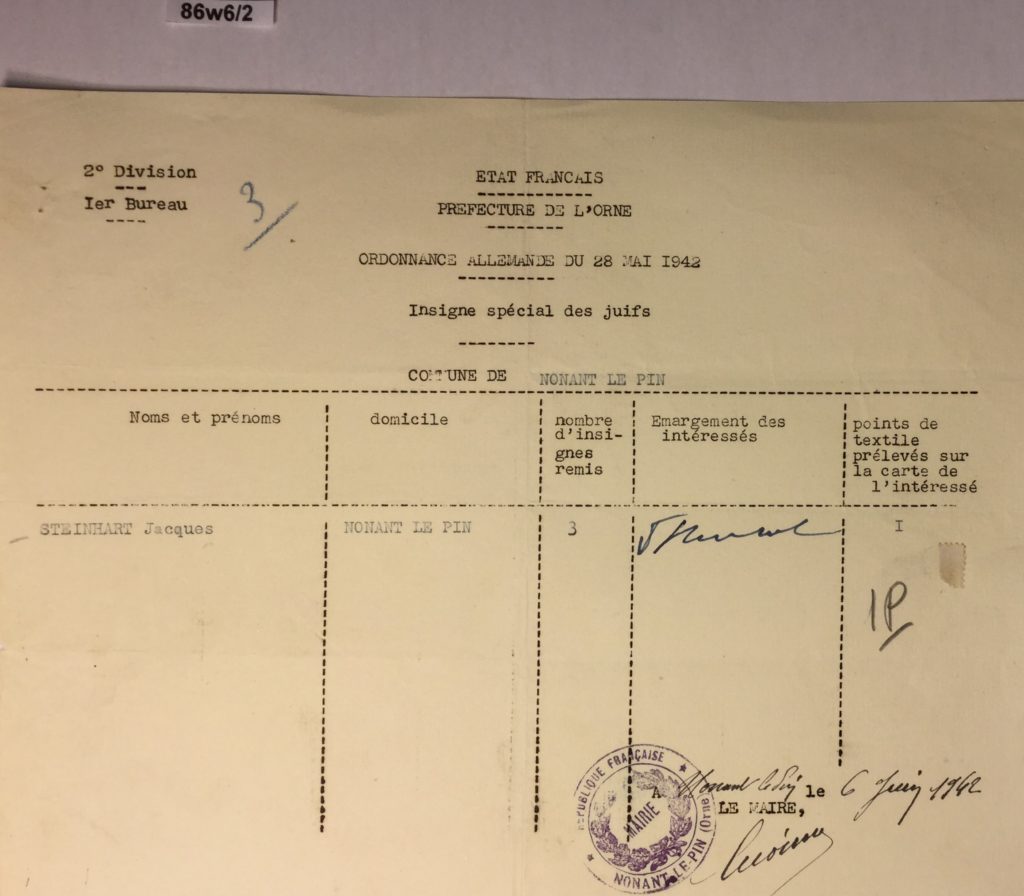 86w6/2
2° Division
Ier Bureau
3
ETAT FRANCAIS
PREFECTURE DE L'ORNE
ORDONNANCE ALLEMANDE DU 28 MAI I942
Insigne spécial des juifs
COMMUNE DE NONANT LE PIN
Noms et prénoms
domicile
nombre
d'insi-
gnes
remis
Emargement des
intéressés
points de
textile
prélevés sur
la carte de
l'intéressé
STEINHART Jacques
NONANT LE PIN
3
I
1P
A Nonant le Pin le 6 Juin 1942
LE MAIRE,
REPUBLIQUE FRANÇAISE
MAIRIE
NONANT-LE-PIN (Orne)